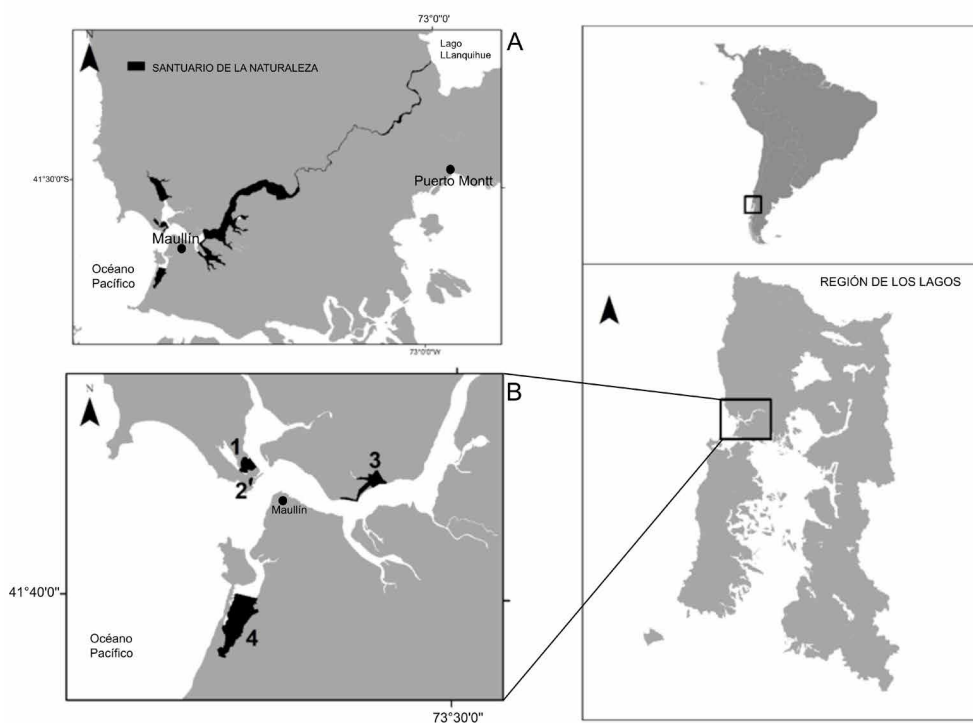 73°0'0'
N
A
Lago
LLanquihue
SANTUARIO DE LA NATURALEZA
41°30'0"S
Puerto Montt
Maullín
Océano
Pacífico
73°0'0"W
REGIÓN DE LOS LAGOS
N
B
1
2
3
Maullín
41°40'0"
4
Océano
Pacífico
73°30'0"